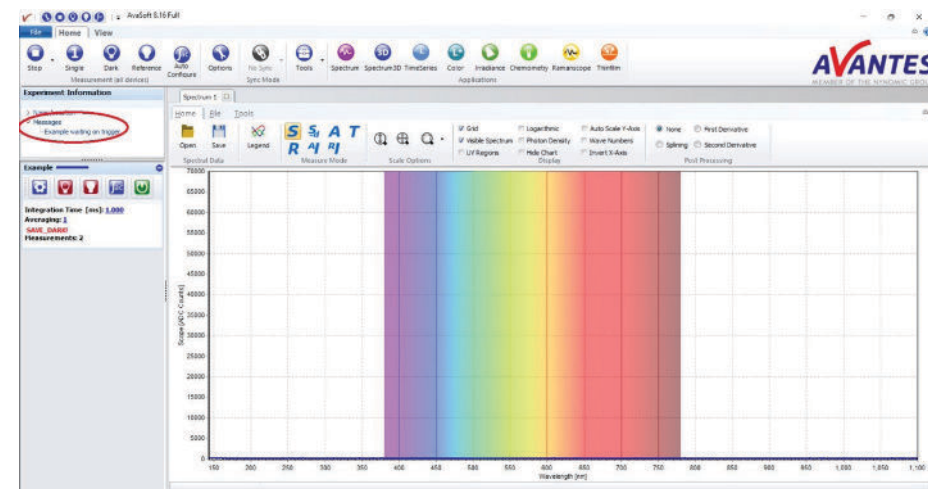 AvaSoft 8.16 Full
File Home View
Stop Single Dark Reference Auto Configure Options No Sync Tools Spectrum Spectrum3D TimeSeries Color Irradiance Chemometry Ramanscope Thinfilm
Measurement (all devices) Sync Mode Applications
AVANTES
MEMBER OF THE NYNOMIC GROUP
Experiment Information
Messages
Example waiting on trigger
Example
Integration Time [ms]: 1.000
Averaging: 1
SAVE_DARK!
Measurements: 2
Spectrum 1
Home File Tools
Open Save Legend
S A T
R
Spectral Data Measure Mode Scale Options Display Post Processing
Grid Logarithmic Auto Scale Y-Axis None First Derivative
Visible Spectrum Photon Density Wave Numbers Splining Second Derivative
UV Regions Hide Chart Invert X-Axis
70000
65000
60000
55000
50000
45000
40000
35000
30000
25000
20000
15000
10000
5000
0
Scope [ADC Counts]
150 200 250 300 350 400 450 500 550 600 650 700 750 800 850 900 950 1,000 1,050 1,100
Wavelength [nm]